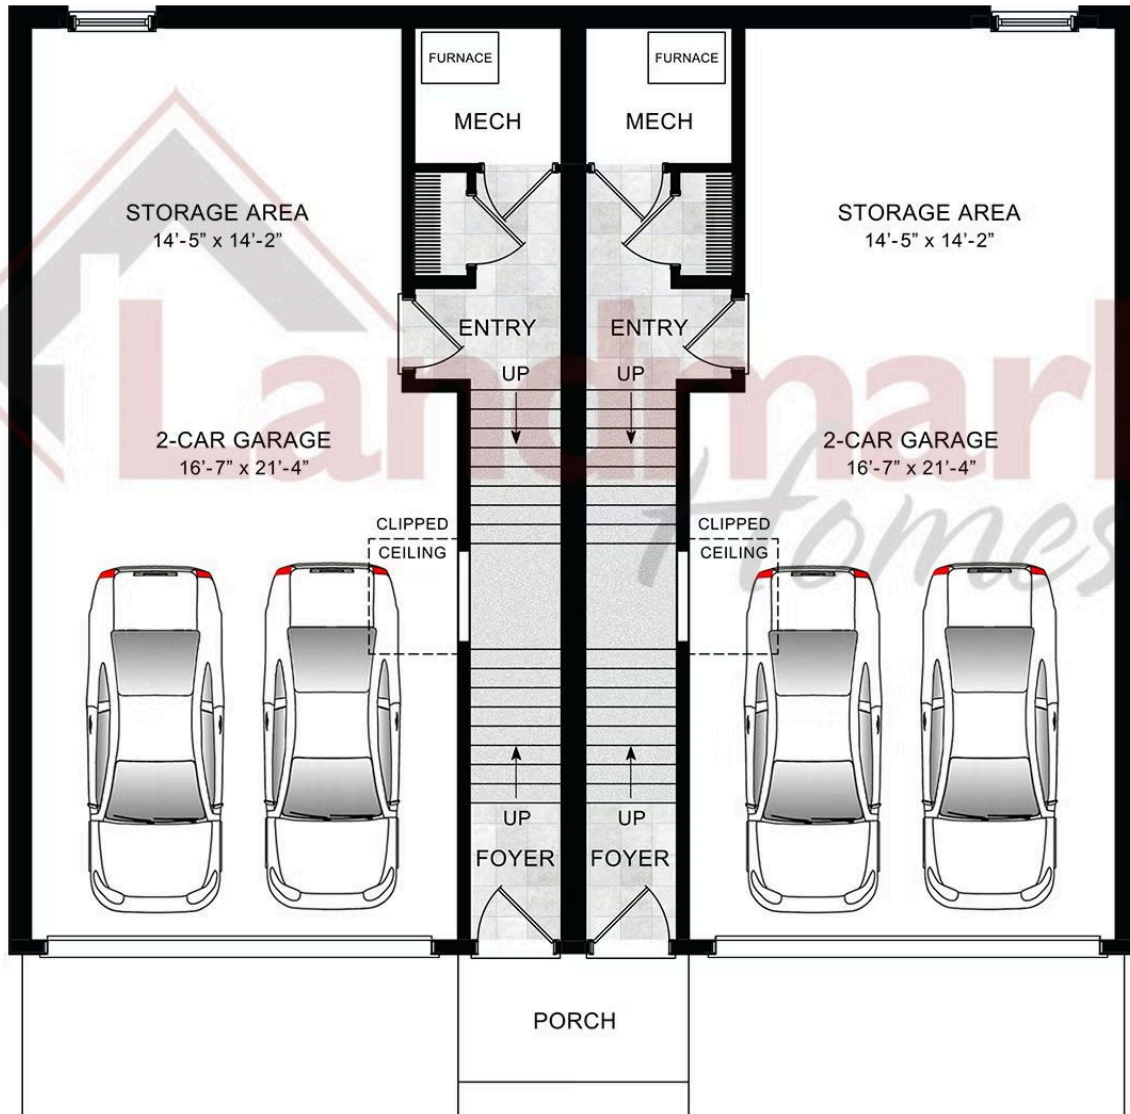 FURNACE
FURNACE
MECH
MECH
STORAGE AREA
14'-5” x 14'-2”
STORAGE AREA
14'-5” x 14'-2”
ENTRY
ENTRY
UP
UP
Landmark
Homes
2-CAR GARAGE
16'-7” x 21'-4”
2-CAR GARAGE
16'-7” x 21'-4”
CLIPPED
CEILING
CLIPPED
CEILING
UP
UP
FOYER
FOYER
PORCH